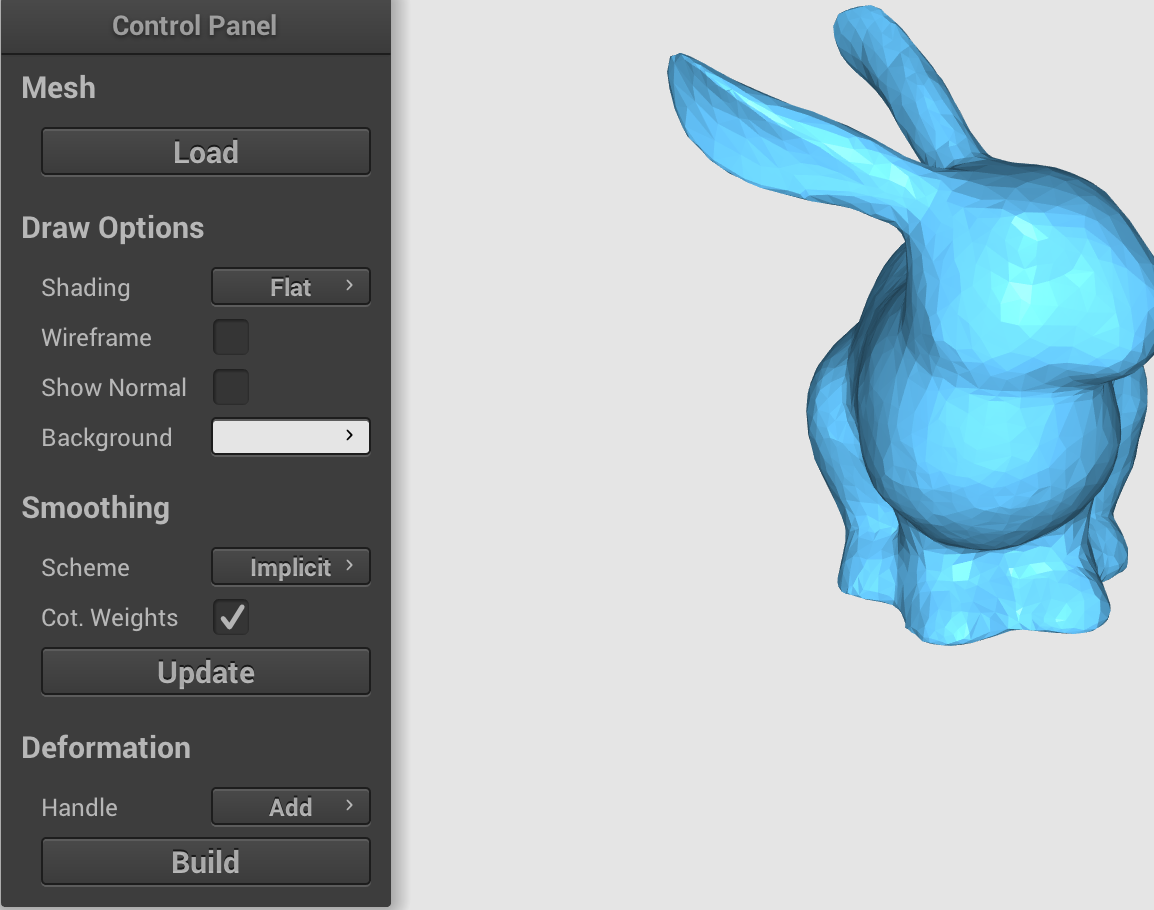 Control Panel
Mesh
Load
Draw Options
Shading Flat
Wireframe
Show Normal
Background
Smoothing
Scheme Implicit
Cot. Weights
Update
Deformation
Handle Add
Build